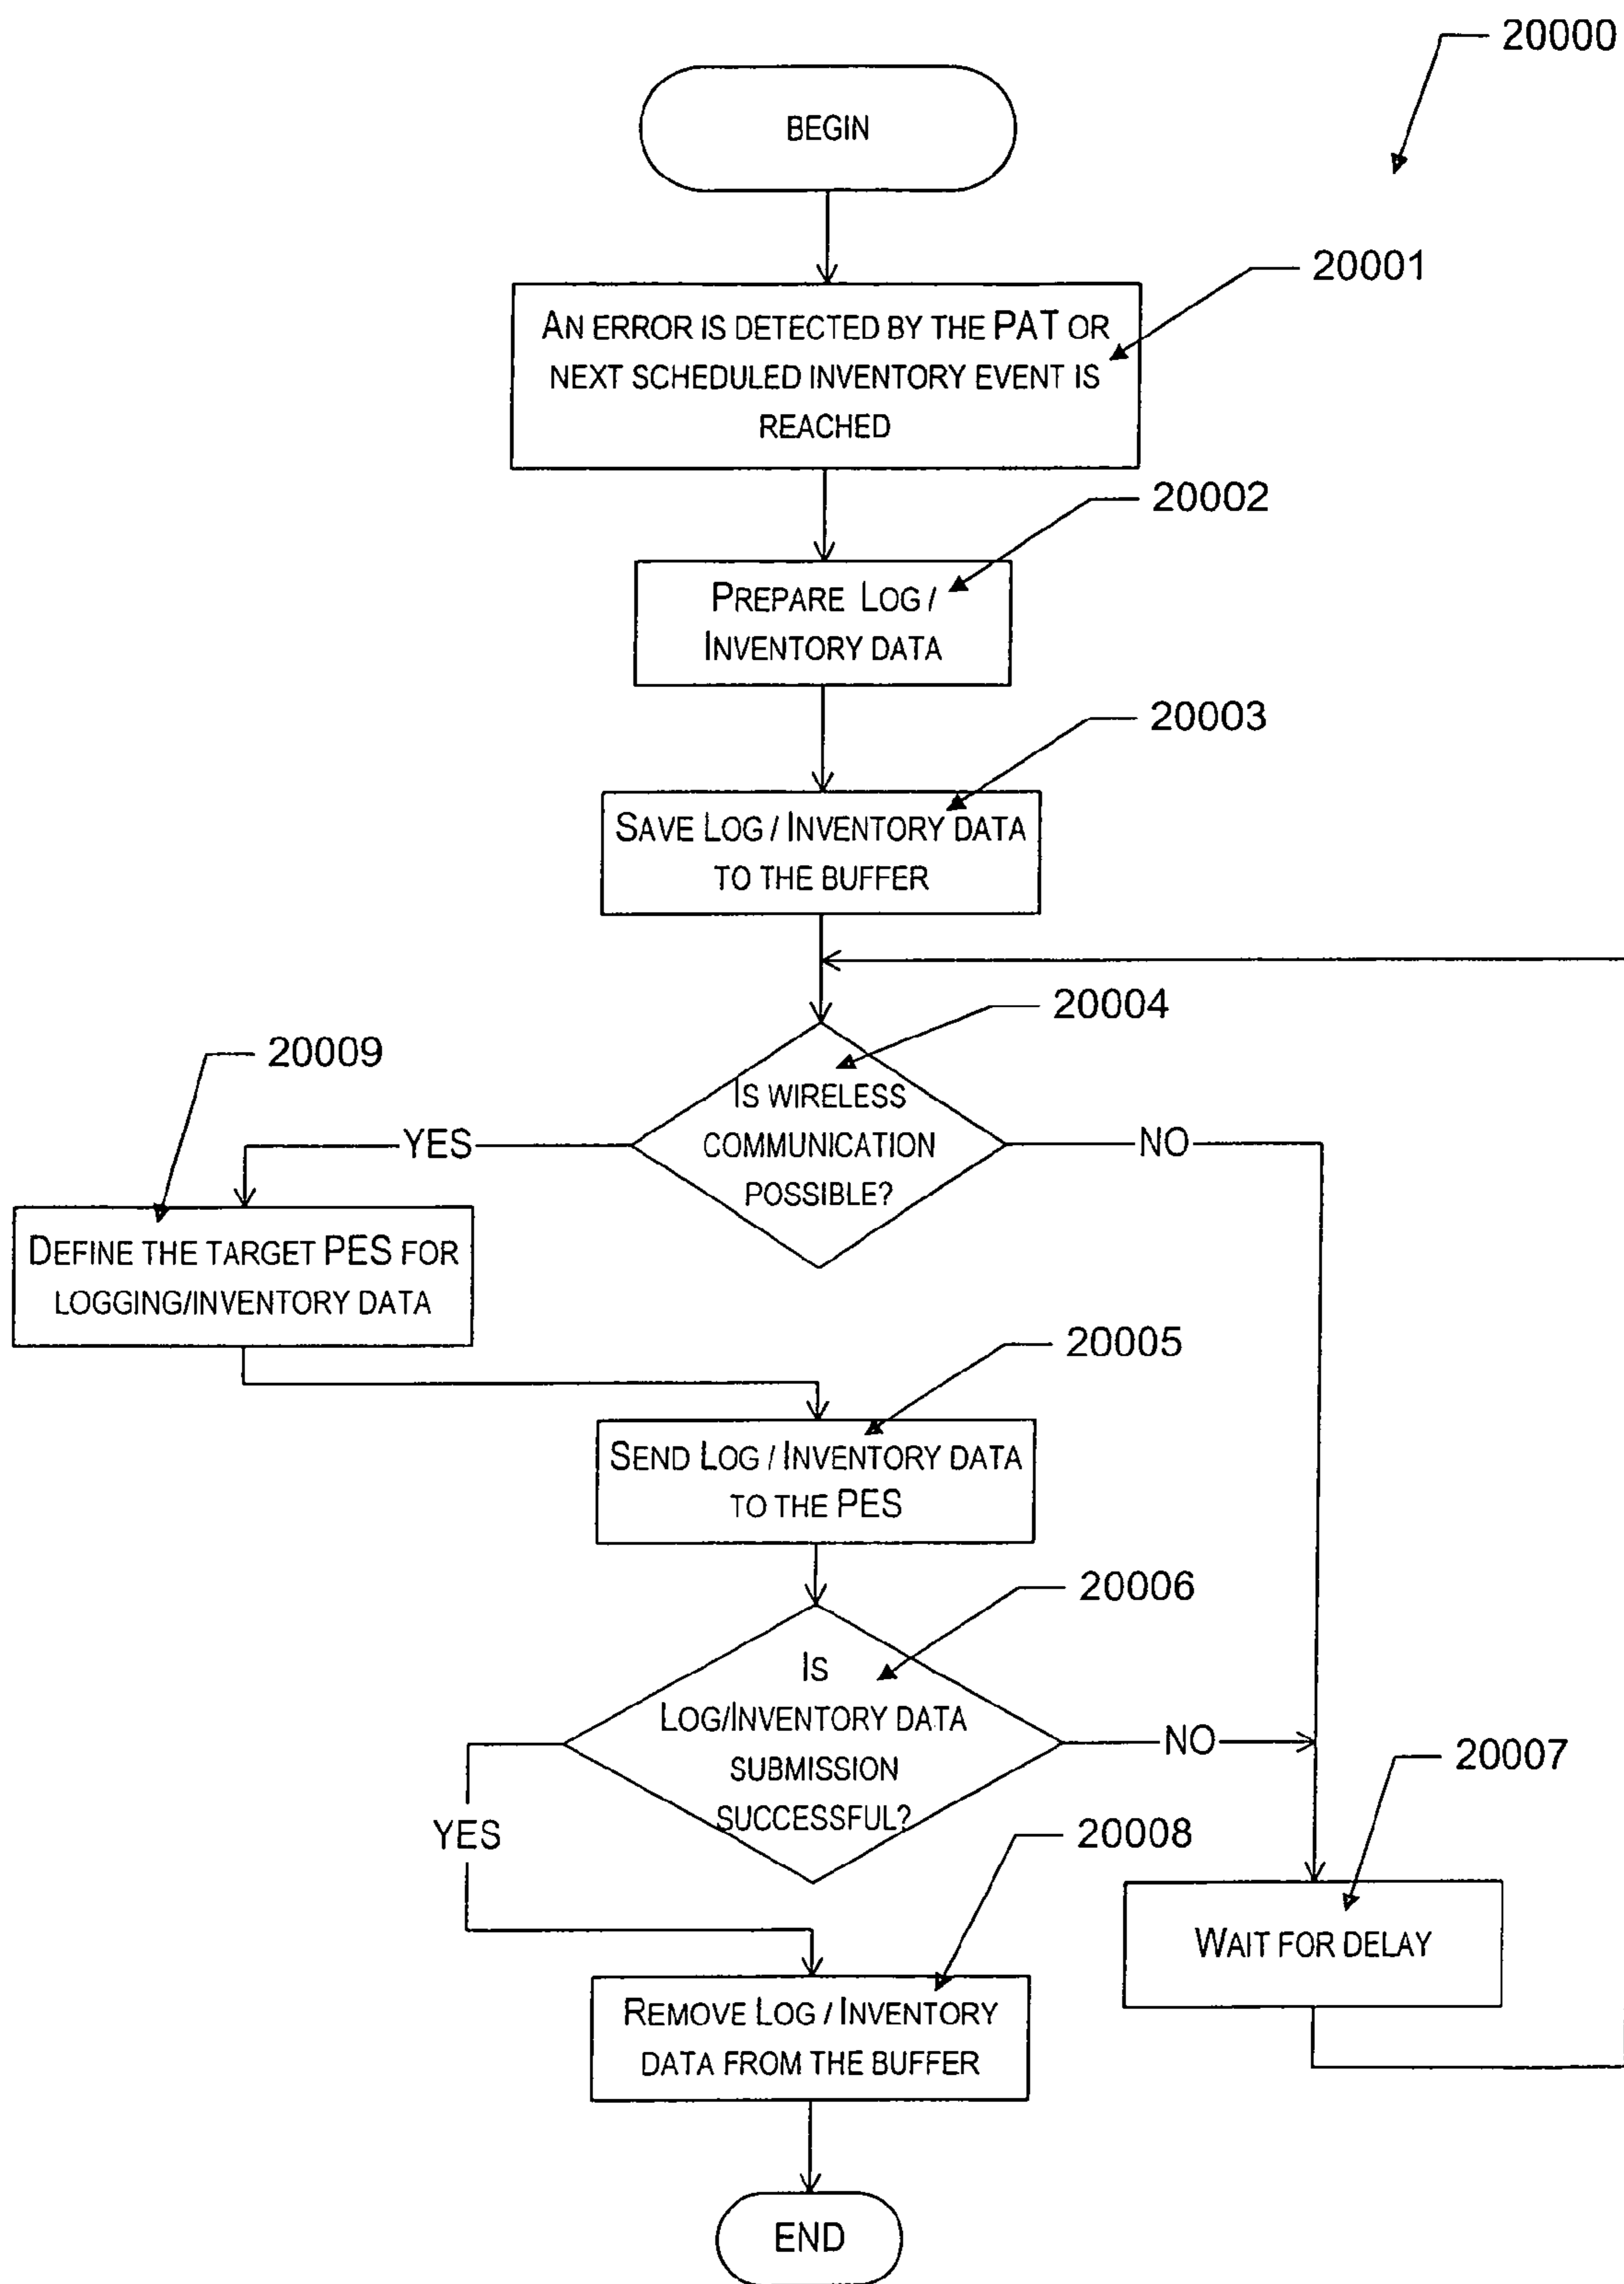 20000
BEGIN
20001
AN ERROR IS DETECTED BY THE PAT OR
NEXT SCHEDULED INVENTORY EVENT IS
REACHED
20002
PREPARE LOG /
INVENTORY DATA
20003
SAVE LOG / INVENTORY DATA
TO THE BUFFER
20004
20009
IS WIRELESS
COMMUNICATION
POSSIBLE?
YES
NO
DEFINE THE TARGET PES FOR
LOGGING/INVENTORY DATA
20005
SEND LOG / INVENTORY DATA
TO THE PES
20006
IS
LOG/INVENTORY DATA
SUBMISSION
SUCCESSFUL?
NO
YES
20007
20008
WAIT FOR DELAY
REMOVE LOG / INVENTORY
DATA FROM THE BUFFER
END